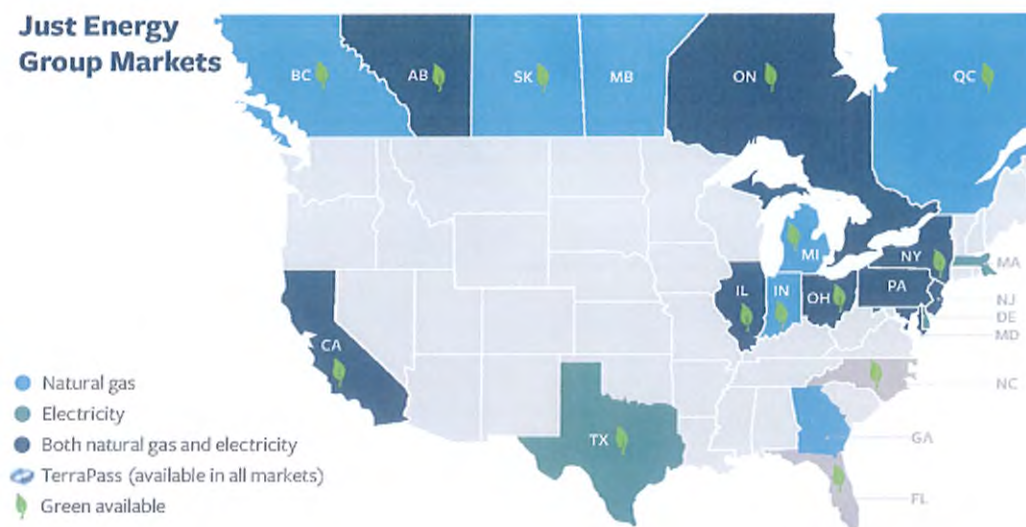 Just Energy
Group Markets
BC
AB
SK
MB
ON
QC
MI
NY
MA
IL
IN
OH
PA
NJ
DE
MD
CA
NC
TX
GA
FL
Natural gas
Electricity
Both natural gas and electricity
TerraPass (available in all markets)
Green available